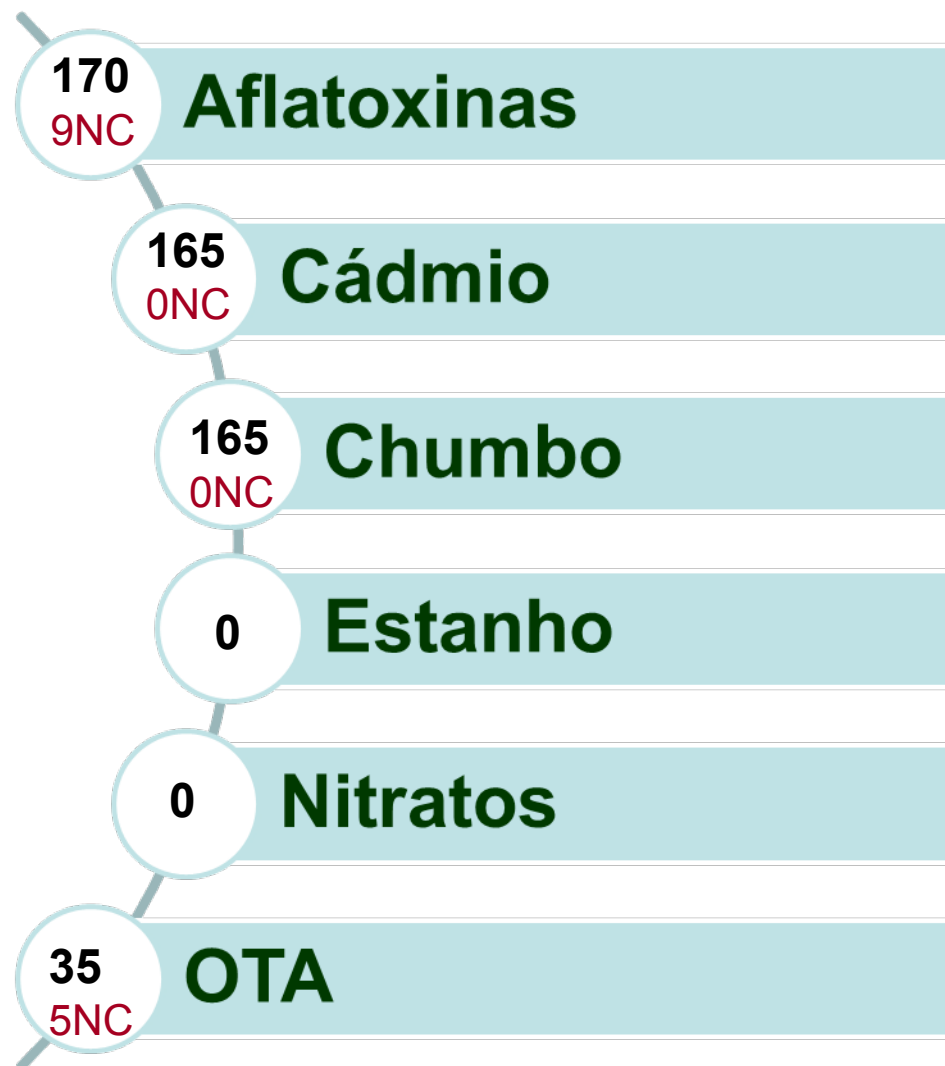 170
9NC
Aflatoxinas
165
0NC
Cádmio
165
0NC
Chumbo
0
Estanho
0
Nitratos
35
5NC
OTA